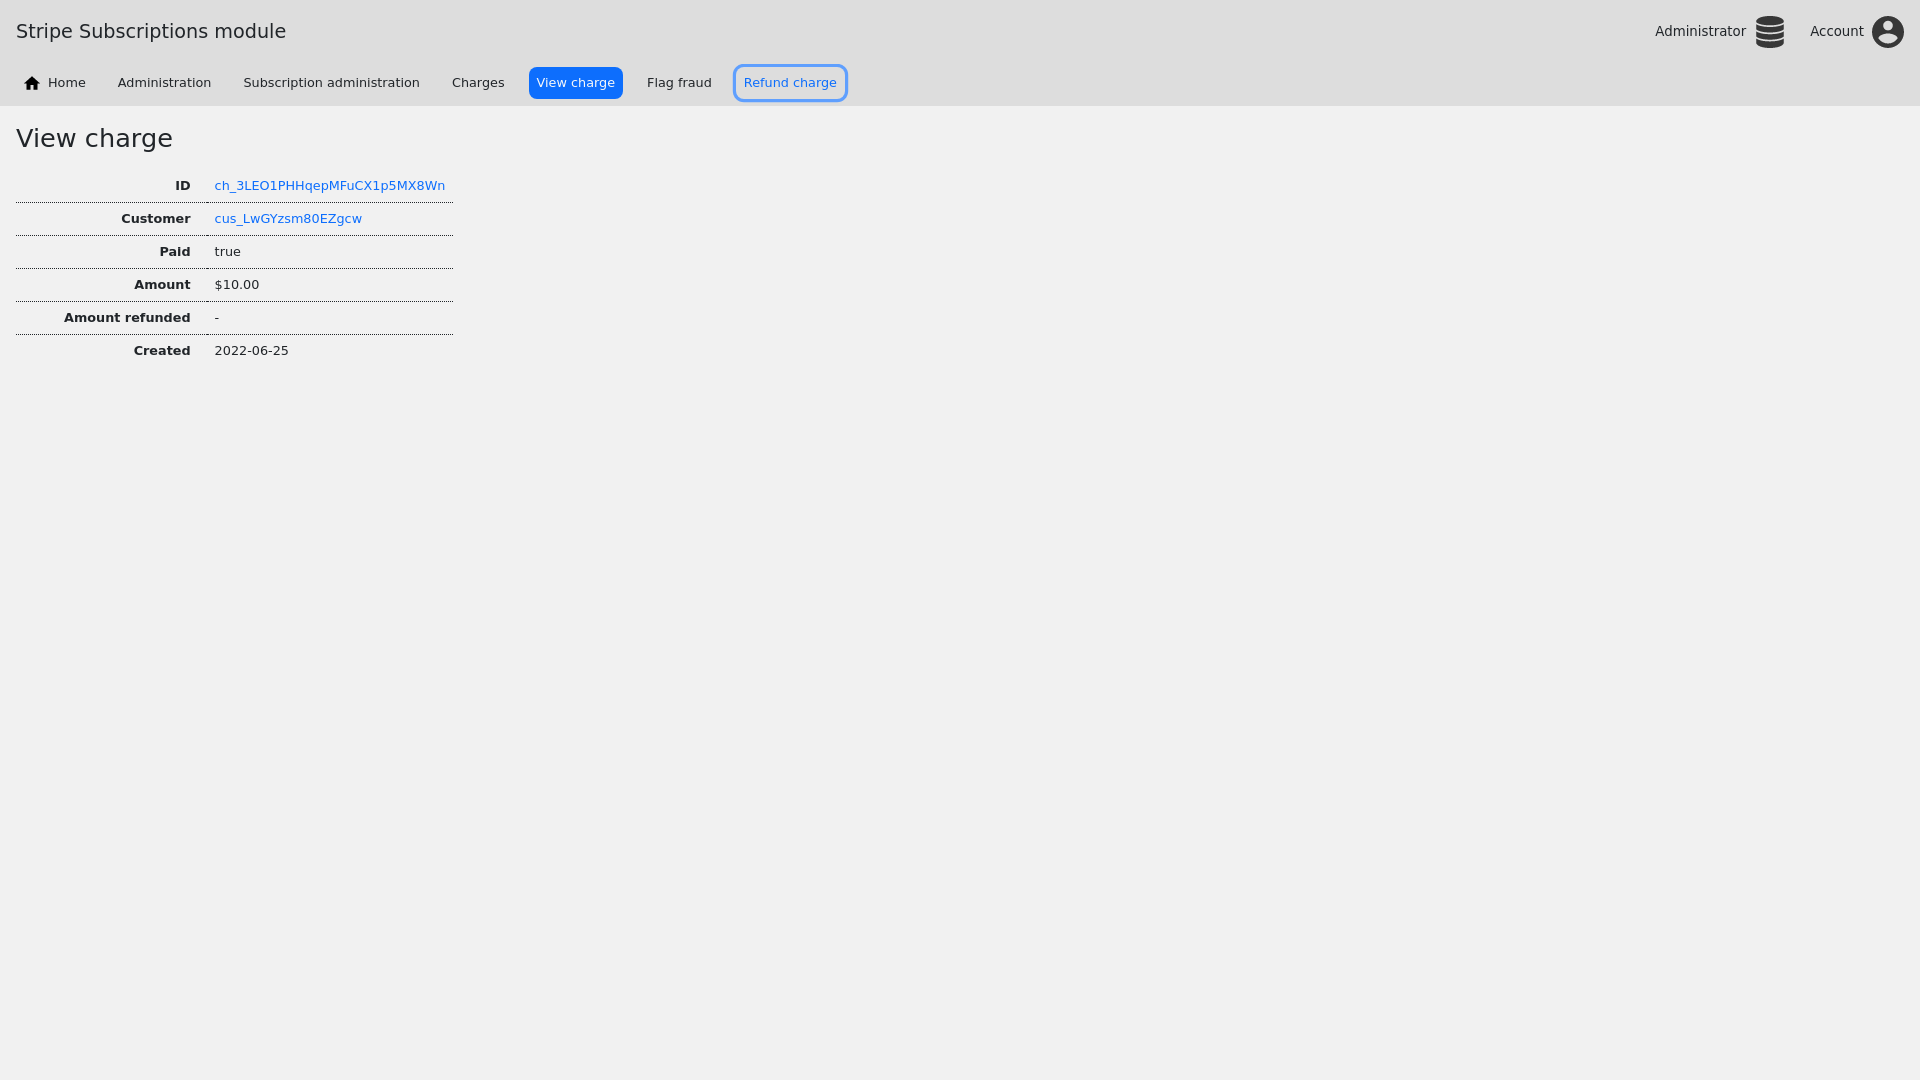 Stripe Subscriptions module
Administrator
Account
Home
Administration
Subscription administration
Charges
View charge
Flag fraud
Refund charge
View charge
ID ch_3LEO1PHHqepMFuCX1p5MX8Wn
Customer cus_LwGYzsm80EZgcw
Paid true
Amount $10.00
Amount refunded -
Created 2022-06-25